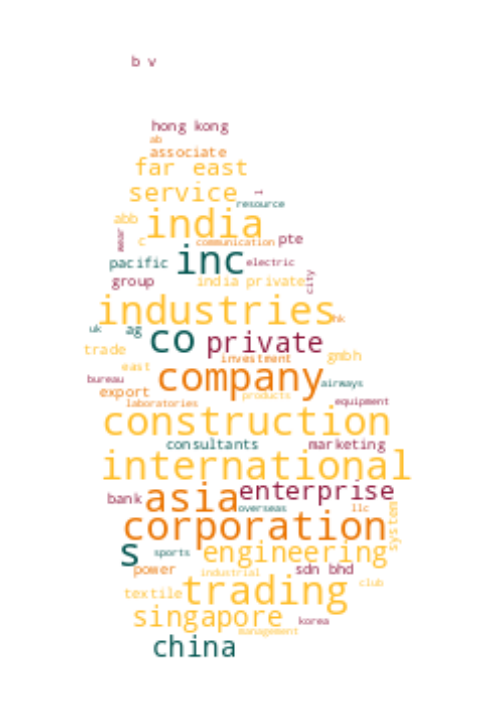 b v
hong kong
ab
associate
far east
service
resource
abb
india
wear
c
communication
pte
pacific
inc
electric
group
india private
city
industries
hk
uk
ag
co
private
trade
investment
gmbh
east
bureau
company
airways
export
products
laboratories
equipment
construction
consultants
marketing
international
bank
asia
enterprise
overseas
llc
corporation
system
s
sports
engineering
power
industrial
sdn bhd
club
textile
trading
singapore
korea
management
china